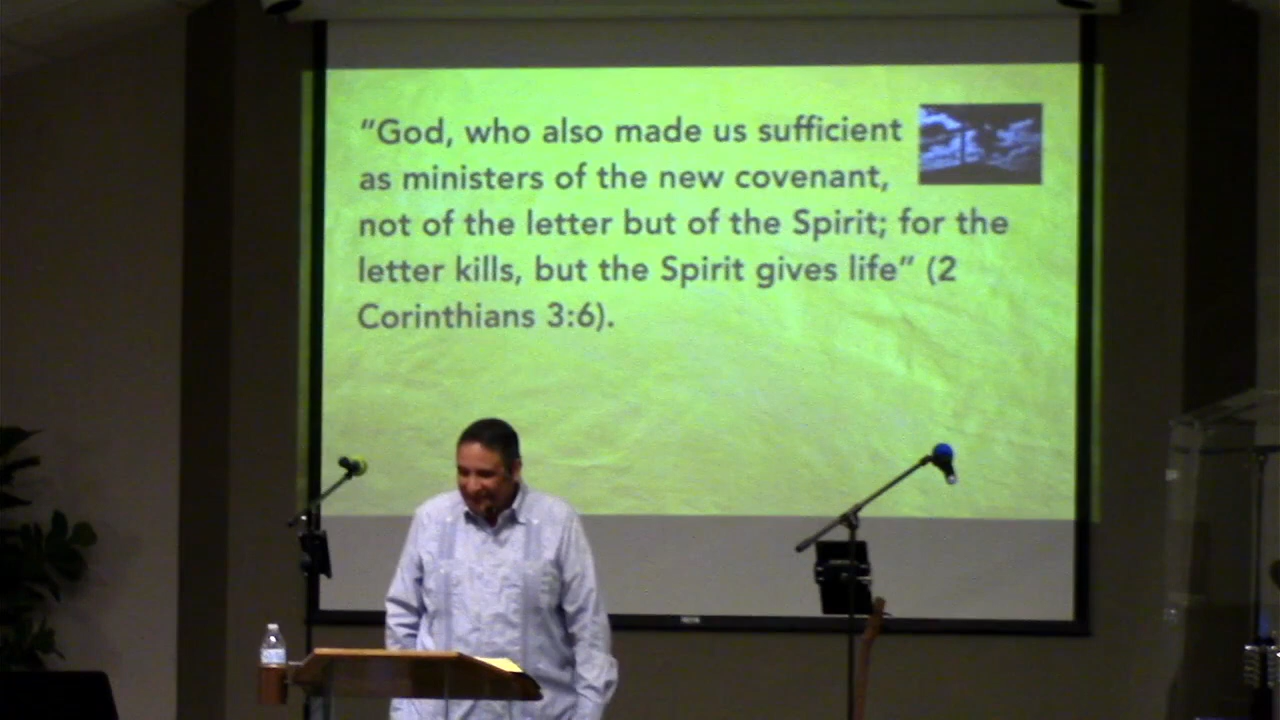 “God, who also made us sufficient
as ministers of the new covenant,
not of the letter but of the Spirit; for the
letter kills, but the Spirit gives life” (2
Corinthians 3:6).